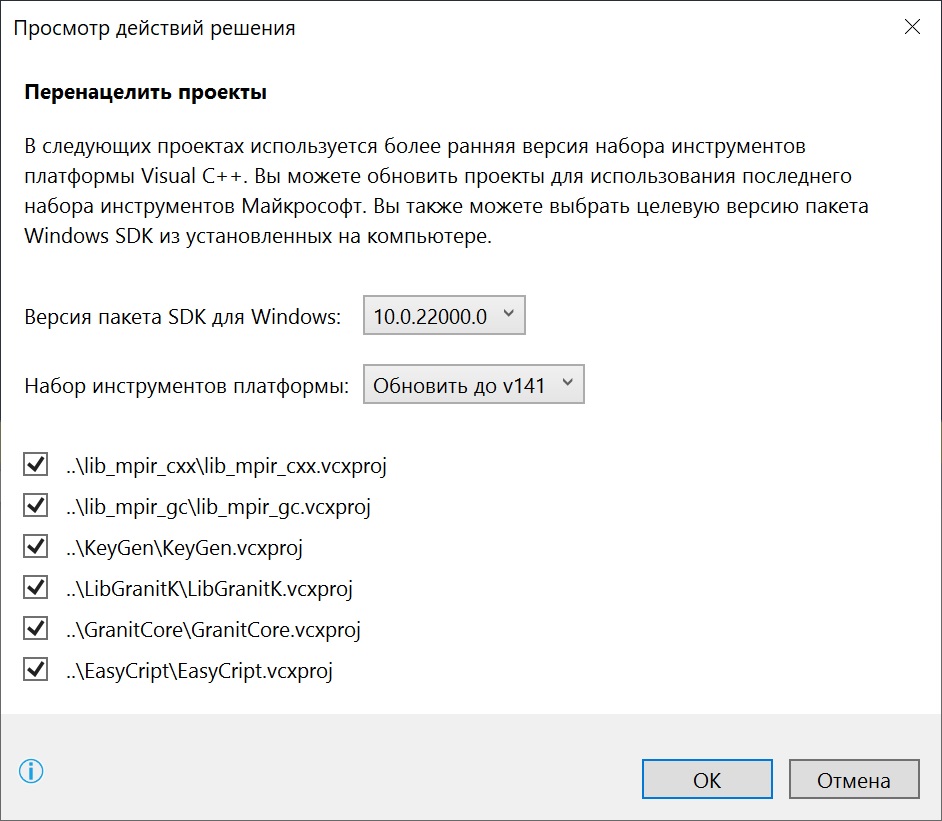 Просмотр действий решения
Перенацелить проекты
В следующих проектах используется более ранняя версия набора инструментов
платформы Visual C++. Вы можете обновить проекты для использования последнего
набора инструментов Майкрософт. Вы также можете выбрать целевую версию пакета
Windows SDK из установленных на компьютере.
Версия пакета SDK для Windows: 10.0.22000.0
Набор инструментов платформы: Обновить до v141
..\lib_mpir_cxx\lib_mpir_cxx.vcxproj
..\lib_mpir_gc\lib_mpir_gc.vcxproj
..\KeyGen\KeyGen.vcxproj
..\LibGranitK\LibGranitK.vcxproj
..\GranitCore\GranitCore.vcxproj
..\EasyCript\EasyCript.vcxproj
ОК Отмена